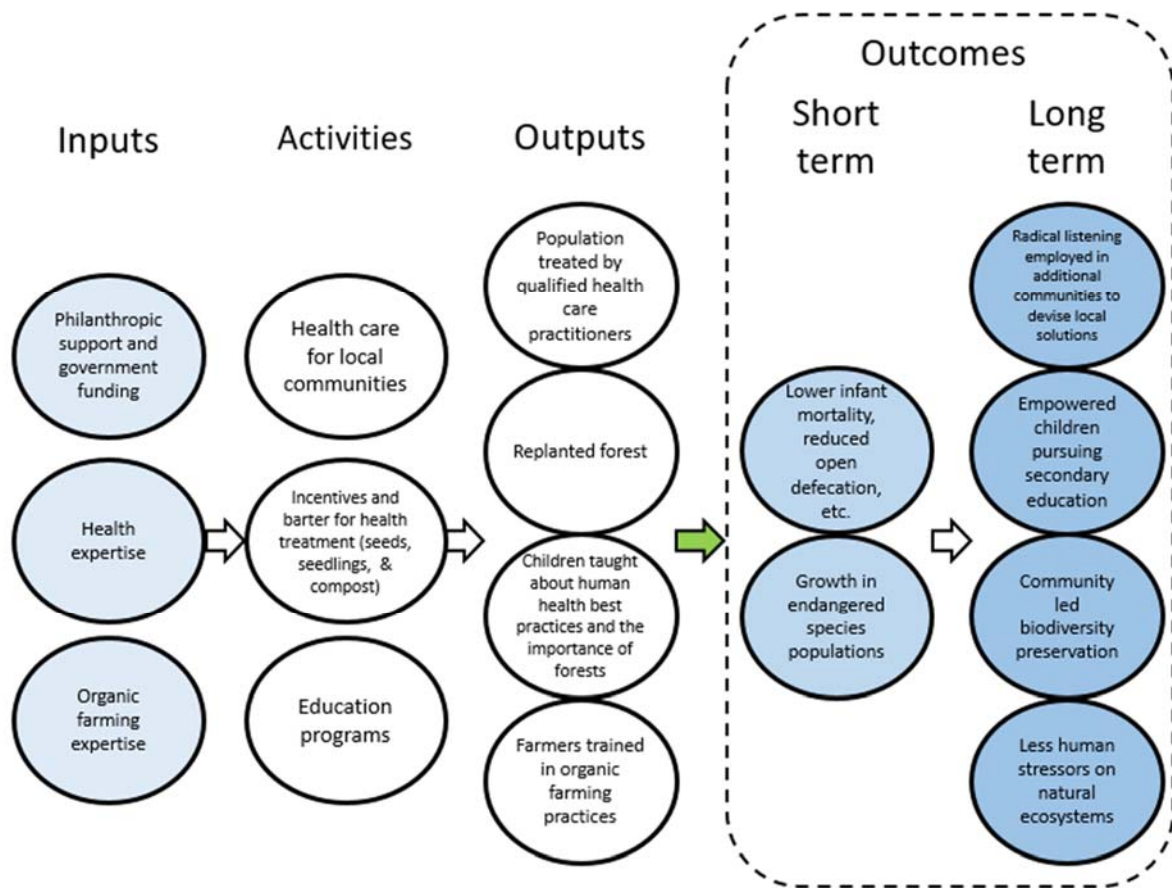 Outcomes
Inputs
Activities
Outputs
Short
term
Long
term
Philanthropic
support and
government
funding
Health
expertise
Organic
farming
expertise
Health care
for local
communities
Incentives and
barter for health
treatment (seeds,
seedlings, &
compost)
Education
programs
Population
treated by
qualified health
care
practitioners
Replanted forest
Children taught
about human
health best
practices and the
importance of
forests
Farmers trained
in organic
farming
practices
Lower infant
mortality,
reduced
open
defecation,
etc.
Growth in
endangered
species
populations
Radical listening
employed in
additional
communities to
devise local
solutions
Empowered
children
pursuing
secondary
education
Community
led
biodiversity
preservation
Less human
stressors on
natural
ecosystems